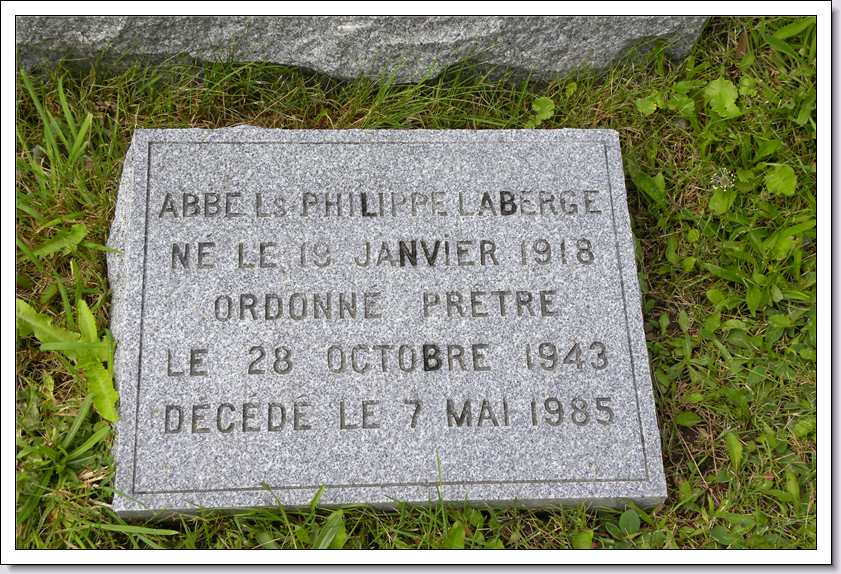 ABBÉ Ls PHILIPPE LABERGE
NÉ LE 19 JANVIER 1918
ORDONNÉ PRÊTRE
LE 28 OCTOBRE 1943
DÉCÉDÉ LE 7 MAI 1985